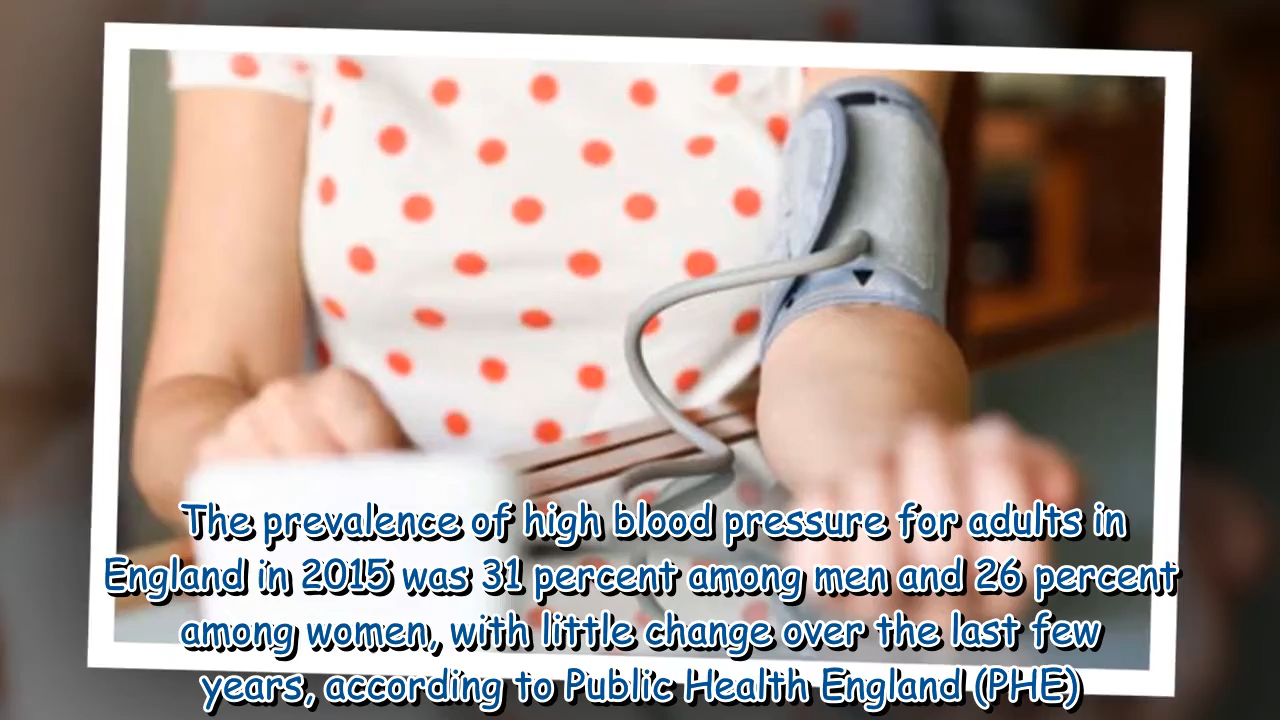 The prevalence of high blood pressure for adults in
England in 2015 was 31 percent among men and 26 percent
among women, with little change over the last few
years, according to Public Health England (PHE)